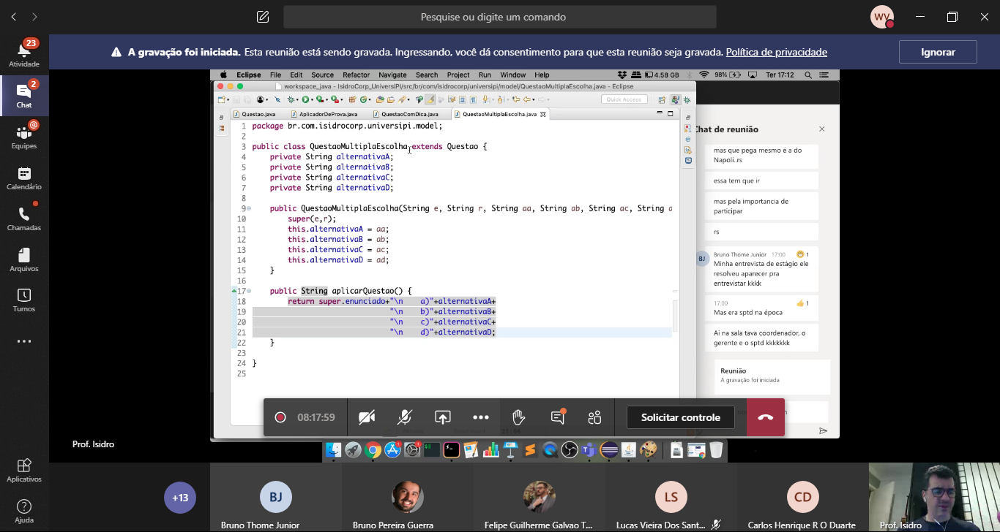 Pesquise ou digite um comando
WV
23
Atividade
2
Chat
Equipes
Calendário
Chamadas
Arquivos
Turnos
Aplicativos
Ajuda
A gravação foi iniciada. Esta reunião está sendo gravada. Ingressando, você dá consentimento para que esta reunião seja gravada. Política de privacidade
Ignorar
Eclipse File Edit Source Refactor Navigate Search Project Run Window Help
4.58 GB 98% Ter 17:12
workspace_java - IsidroCorp_UniversiPI/src/br/com/isidrocorp/universipi/model/QuestaoMultiplaEscolha.java - Eclipse
Quick Access
Questao.java AplicadorDeProva.java QuestaoComDica.java QuestaoMultiplaEscolha.java
1 package br.com.isidrocorp.universipi.model;
2
3 public class QuestaoMultiplaEscolha extends Questao {
4 private String alternativaA;
5 private String alternativaB;
6 private String alternativaC;
7 private String alternativaD;
8
9 public QuestaoMultiplaEscolha(String e, String r, String aa, String ab, String ac, String a
10 super(e,r);
11 this.alternativaA = aa;
12 this.alternativaB = ab;
13 this.alternativaC = ac;
14 this.alternativaD = ad;
15 }
16
17 public String aplicarQuestao() {
18 return super.enunciado+"\n a)"+alternativaA+
19 "\n b)"+alternativaB+
20 "\n c)"+alternativaC+
21 "\n d)"+alternativaD;
22 }
23
24 }
25
Chat de reunião
mas que pega mesmo é a do
Napoli..rs
essa tem que ir
mas pela importancia de
participar
rs
BJ
Bruno Thome Junior 17:00 1
Minha entrevista de estágio ele
resolveu aparecer pra
entrevistar kkkk
17:00 1
Mas era sptd na época
Ai na sala tava coordenador, o
gerente e o sptd kkkkkkk
Reunião
A gravação foi iniciada
08:17:59
Solicitar controle
Prof. Isidro
+13
BJ
Bruno Thome Junior
Bruno Pereira Guerra
Felipe Guilherme Galvao T...
LS
Lucas Vieira Dos Sant...
CD
Carlos Henrique R O Duarte
Prof. Isidro